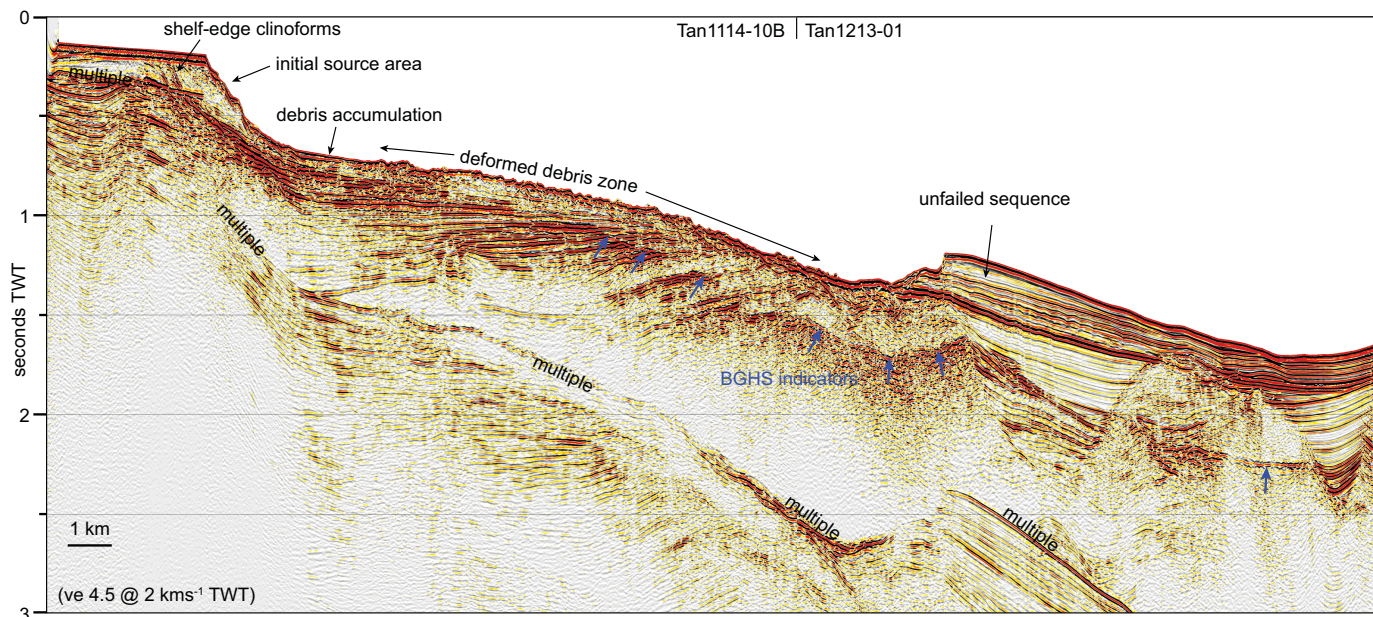 0
Tan1114-10B | Tan1213-01
shelf-edge clinoforms
initial source area
multiple
debris accumulation
deformed debris zone
unfailed sequence
1
multiple
seconds TWT
multiple
BGHS indicators
2
multiple
multiple
1 km
(ve 4.5 @ 2 kms⁻¹ TWT)
3